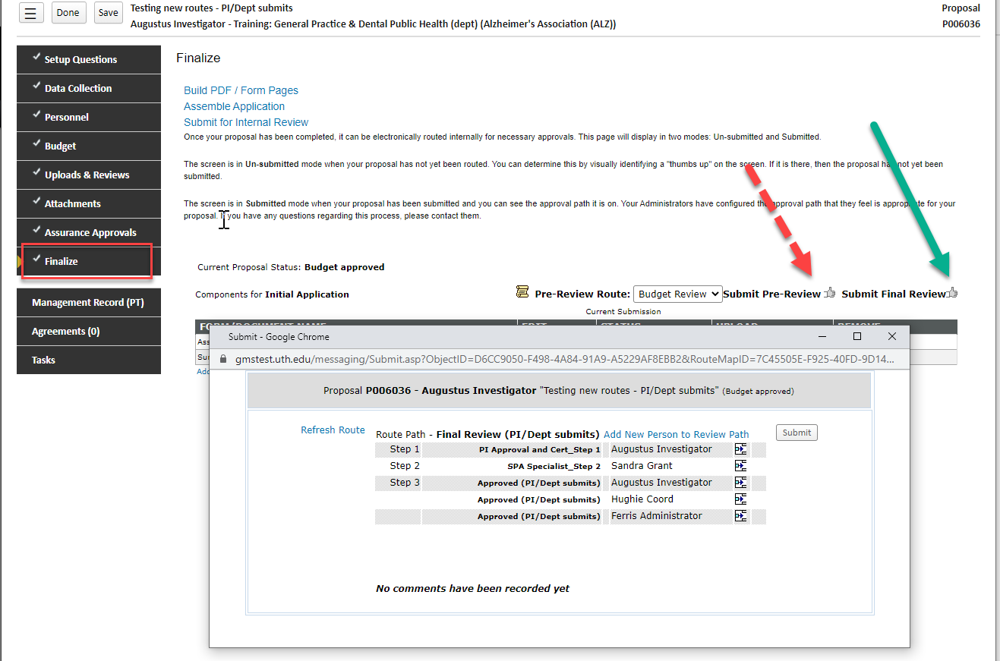 Done
Save
Testing new routes - PI/Dept submits
Proposal
Augustus Investigator - Training: General Practice & Dental Public Health (dept) (Alzheimer's Association (ALZ))
P006036
Setup Questions
Data Collection
Personnel
Budget
Uploads & Reviews
Attachments
Assurance Approvals
Finalize
Management Record (PT)
Agreements (0)
Tasks
Finalize
Build PDF / Form Pages
Assemble Application
Submit for Internal Review
Once your proposal has been completed, it can be electronically routed internally for necessary approvals. This page will display in two modes: Un-submitted and Submitted.
The screen is in Un-submitted mode when your proposal has not yet been routed. You can determine this by visually identifying a "thumbs up" on the screen. If it is there, then the proposal has not yet been
submitted.
The screen is in Submitted mode when your proposal has been submitted and you can see the approval path it is on. Your Administrators have configured the approval path that they feel is appropriate for your
proposal. If you have any questions regarding this process, please contact them.
Current Proposal Status: Budget approved
Components for Initial Application
Pre-Review Route: Budget Review Submit Pre-Review Submit Final Review
Current Submission
FORM/DOCUMENT NAME EDIT STATUS UPLOAD REMOVE
Ass
Sun
Add
Submit - Google Chrome
gmstest.uth.edu/messaging/Submit.asp?ObjectID=D6CC9050-F498-4A84-91A9-A5229AF8EBB2&RouteMapID=7C45505E-F925-40FD-9D14...
Proposal P006036 - Augustus Investigator "Testing new routes - PI/Dept submits" (Budget approved)
Refresh Route
Route Path - Final Review (PI/Dept submits) Add New Person to Review Path
Submit
Step 1 PI Approval and Cert_Step 1 Augustus Investigator
Step 2 SPA Specialist_Step 2 Sandra Grant
Step 3 Approved (PI/Dept submits) Augustus Investigator
Approved (PI/Dept submits) Hughie Coord
Approved (PI/Dept submits) Ferris Administrator
No comments have been recorded yet